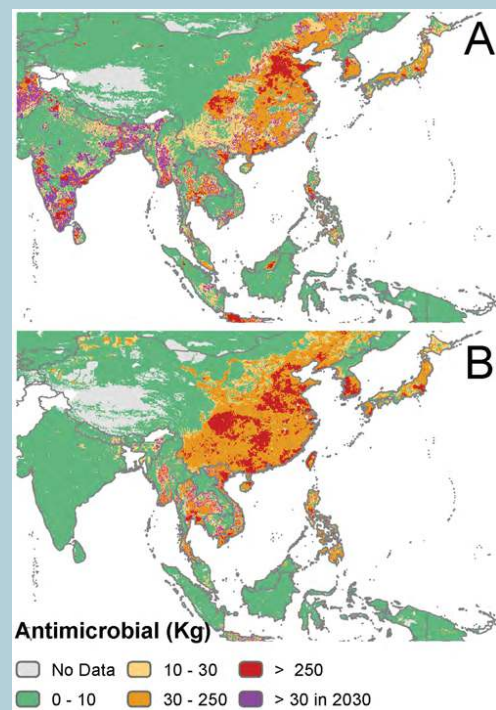 A
B
Antimicrobial (Kg)
No Data
10 - 30
> 250
0 - 10
30 - 250
> 30 in 2030